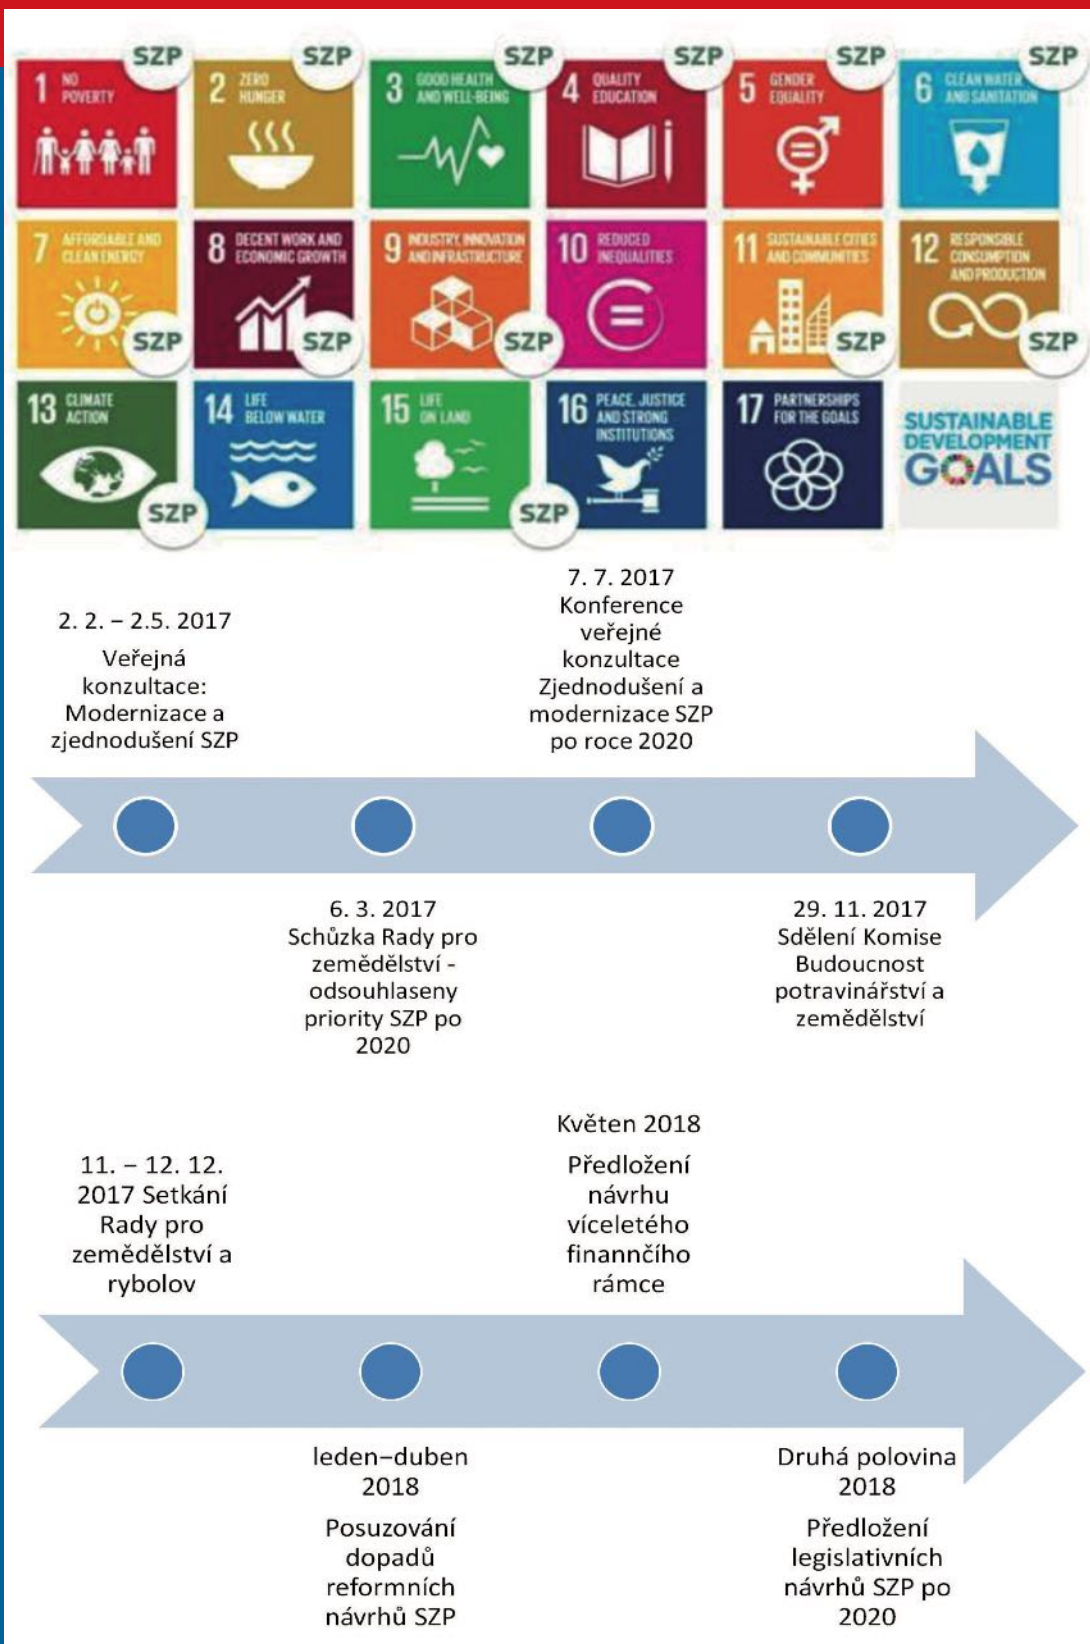 SZP
SZP
SZP
SZP
SZP
SZP
1 NO
POVERTY
2 ZERO
HUNGER
3 GOOD HEALTH
AND WELL-BEING
4 QUALITY
EDUCATION
5 GENDER
EQUALITY
6 CLEAN WATER
AND SANITATION
7 AFFORDABLE AND
CLEAN ENERGY
SZP
8 DECENT WORK AND
ECONOMIC GROWTH
SZP
9 INDUSTRY, INNOVATION
AND INFRASTRUCTURE
SZP
10 REDUCED
INEQUALITIES
11 SUSTAINABLE CITIES
AND COMMUNITIES
SZP
12 RESPONSIBLE
CONSUMPTION
AND PRODUCTION
SZP
13 CLIMATE
ACTION
SZP
14 LIFE
BELOW WATER
15 LIFE
ON LAND
SZP
16 PEACE, JUSTICE
AND STRONG
INSTITUTIONS
17 PARTNERSHIPS
FOR THE GOALS
SUSTAINABLE
DEVELOPMENT
GOALS
2. 2. – 2.5. 2017
Veřejná
konzultace:
Modernizace a
zjednodušení SZP
7. 7. 2017
Konference
veřejné
konzultace
Zjednodušení a
modernizace SZP
po roce 2020
6. 3. 2017
Schůzka Rady pro
zemědělství -
odsouhlaseny
priority SZP po
2020
29. 11. 2017
Sdělení Komise
Budoucnost
potravinářství a
zemědělství
11. – 12. 12.
2017 Setkání
Rady pro
zemědělství a
rybolov
Květen 2018
Předložení
návrhu
víceletého
finannčího
rámce
leden–duben
2018
Posuzování
dopadů
reformních
návrhů SZP
Druhá polovina
2018
Předložení
legislativních
návrhů SZP po
2020